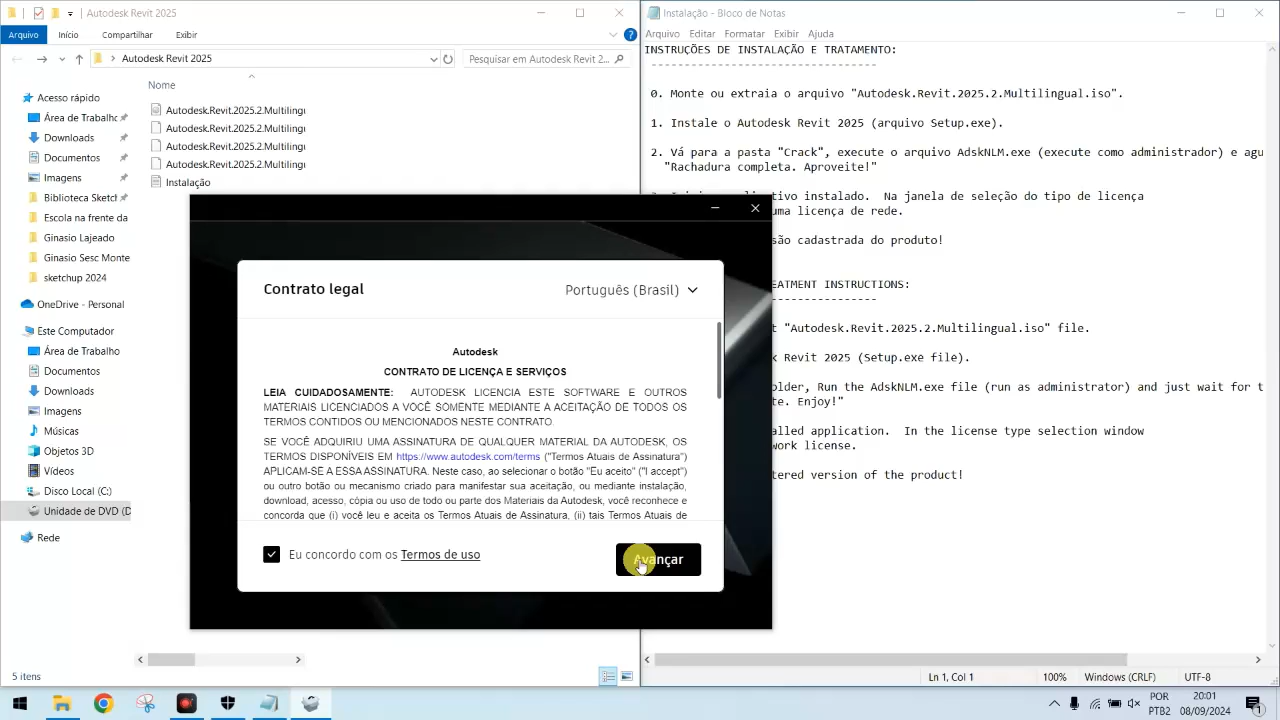 Autodesk Revit 2025
Arquivo
Início
Compartilhar
Exibir
Autodesk Revit 2025
Pesquisar em Autodesk Revit 2...
Nome
Acesso rápido
Área de Trabalho
Downloads
Documentos
Imagens
Biblioteca Sketch
Escola na frente da
Ginasio Lajeado
Ginasio Sesc Monte
sketchup 2024
OneDrive - Personal
Este Computador
Área de Trabalho
Documentos
Downloads
Imagens
Músicas
Objetos 3D
Vídeos
Disco Local (C:)
Unidade de DVD (D
Rede
Autodesk.Revit.2025.2.Multilingu
Autodesk.Revit.2025.2.Multilingu
Autodesk.Revit.2025.2.Multilingu
Autodesk.Revit.2025.2.Multilingu
Instalação
5 itens
Contrato legal
Português (Brasil)
Autodesk
CONTRATO DE LICENÇA E SERVIÇOS
LEIA CUIDADOSAMENTE: AUTODESK LICENCIA ESTE SOFTWARE E OUTROS
MATERIAIS LICENCIADOS A VOCÊ SOMENTE MEDIANTE A ACEITAÇÃO DE TODOS OS
TERMOS CONTIDOS OU MENCIONADOS NESTE CONTRATO.
SE VOCÊ ADQUIRIU UMA ASSINATURA DE QUALQUER MATERIAL DA AUTODESK, OS
TERMOS DISPONÍVEIS EM https://www.autodesk.com/terms ("Termos Atuais de Assinatura")
APLICAM-SE A ESSA ASSINATURA. Neste caso, ao selecionar o botão "Eu aceito" ("I accept")
ou outro botão ou mecanismo criado para manifestar sua aceitação, ou mediante instalação,
download, acesso, cópia ou uso de todo ou parte dos Materiais da Autodesk, você reconhece e
concorda que (i) você leu e aceita os Termos Atuais de Assinatura, (ii) tais Termos Atuais de
Eu concordo com os Termos de uso
Avançar
Instalação - Bloco de Notas
Arquivo Editar Formatar Exibir Ajuda
INSTRUÇÕES DE INSTALAÇÃO E TRATAMENTO:
--------------------------------
0. Monte ou extraia o arquivo "Autodesk.Revit.2025.2.Multilingual.iso".
1. Instale o Autodesk Revit 2025 (arquivo Setup.exe).
2. Vá para a pasta "Crack", execute o arquivo AdskNLM.exe (execute como administrador) e agu
"Rachadura completa. Aproveite!"
instalado. Na janela de seleção do tipo de licença
uma licença de rede.
são cadastrada do produto!
EATMENT INSTRUCTIONS:
----------------
t "Autodesk.Revit.2025.2.Multilingual.iso" file.
k Revit 2025 (Setup.exe file).
older, Run the AdskNLM.exe file (run as administrator) and just wait for t
te. Enjoy!"
alled application. In the license type selection window
work license.
tered version of the product!
Ln 1, Col 1
100%
Windows (CRLF)
UTF-8
POR
PTB2
20:01
08/09/2024
1